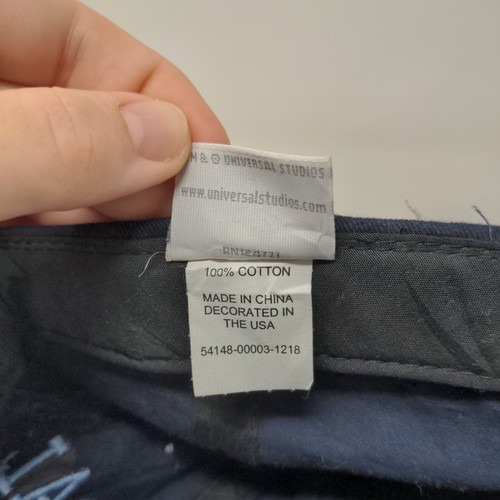 & © UNIVERSAL STUDIOS
www.universalstudios.com
100% COTTON
MADE IN CHINA
DECORATED IN
THE USA
54148-00003-1218